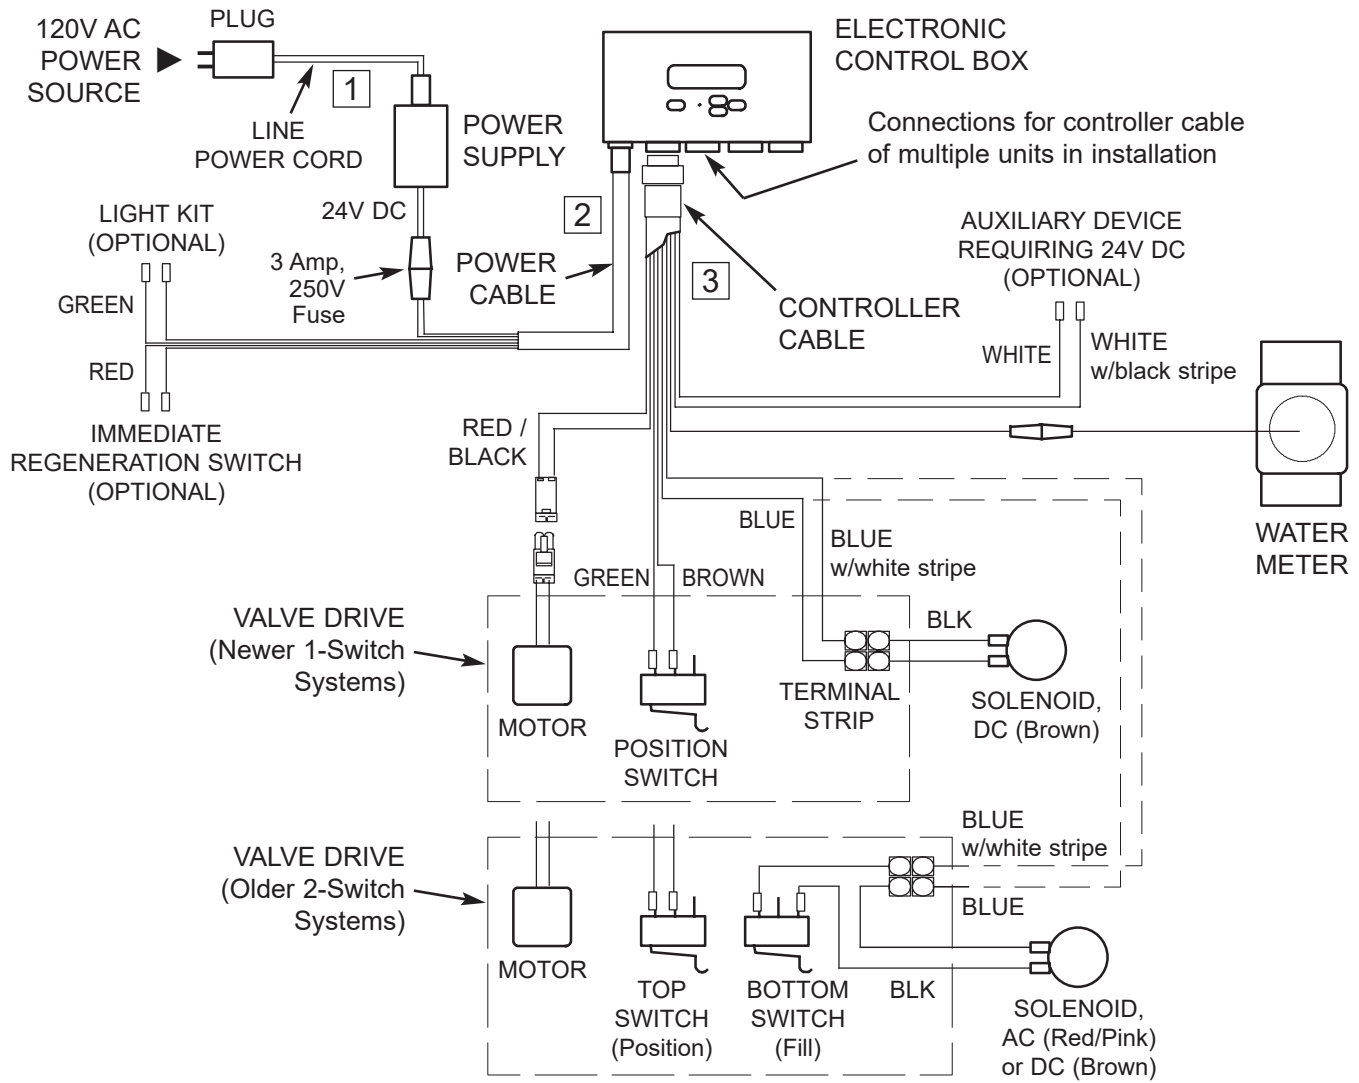 120V AC
POWER
SOURCE
PLUG
1
LINE
POWER CORD
POWER
SUPPLY
ELECTRONIC
CONTROL BOX
Connections for controller cable
of multiple units in installation
24V DC
3 Amp,
250V
Fuse
2
POWER
CABLE
3
CONTROLLER
CABLE
LIGHT KIT
(OPTIONAL)
GREEN
RED
IMMEDIATE
REGENERATION SWITCH
(OPTIONAL)
AUXILIARY DEVICE
REQUIRING 24V DC
(OPTIONAL)
WHITE
WHITE
w/black stripe
WATER
METER
RED /
BLACK
BLUE
BLUE
w/white stripe
GREEN
BROWN
VALVE DRIVE
(Newer 1-Switch
Systems)
MOTOR
POSITION
SWITCH
TERMINAL
STRIP
BLK
SOLENOID,
DC (Brown)
VALVE DRIVE
(Older 2-Switch
Systems)
MOTOR
TOP
SWITCH
(Position)
BOTTOM
SWITCH
(Fill)
BLUE
w/white stripe
BLUE
BLK
SOLENOID,
AC (Red/Pink)
or DC (Brown)